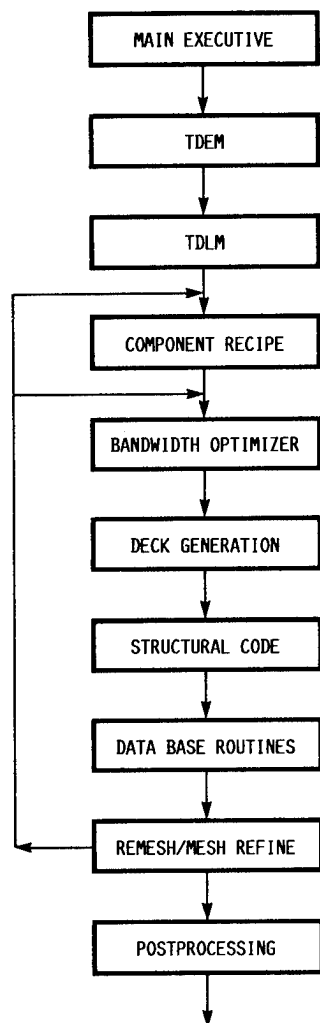 MAIN EXECUTIVE
TDEM
TDLM
COMPONENT RECIPE
BANDWIDTH OPTIMIZER
DECK GENERATION
STRUCTURAL CODE
DATA BASE ROUTINES
REMESH/MESH REFINE
POSTPROCESSING